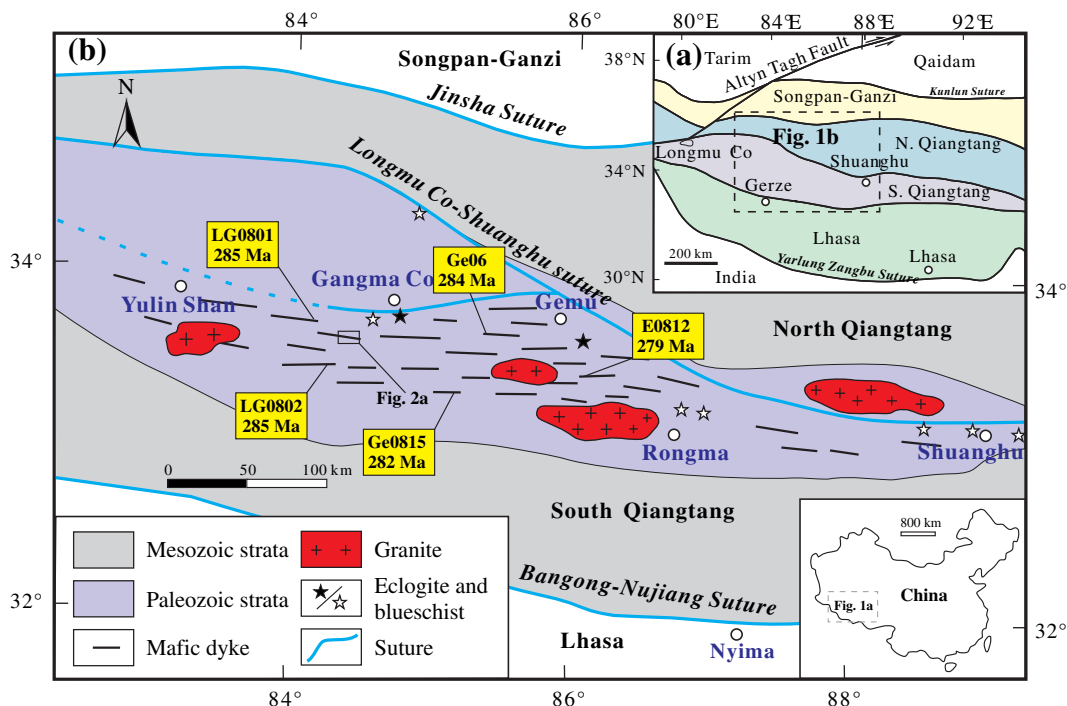 84°
86°
80°E
84°E
88°E
92°E
(b)
Songpan-Ganzi
Jinsha Suture
N
Longmu Co-Shuanghu suture
LG0801
285 Ma
Ge06
284 Ma
34°
Gangma Co
Yulin Shan
Gemu
E0812
279 Ma
North Qiangtang
34°
Fig. 2a
LG0802
285 Ma
Ge0815
282 Ma
Rongma
Shuanghu
0 50 100 km
South Qiangtang
Bangong-Nujiang Suture
Lhasa
Nyima
32°
32°
84°
86°
88°
(a)
38°N
34°N
30°N
Tarim
Altyn Tagh Fault
Qaidam
Kunlun Suture
Songpan-Ganzi
Fig. 1b
N. Qiangtang
Longmu Co
Shuanghu
Gerze
S. Qiangtang
Lhasa
Lhasa
200 km
Yarlung Zangbu Suture
India
Mesozoic strata
Granite
Paleozoic strata
Eclogite and
blueschist
Mafic dyke
Suture
800 km
China
Fig. 1a